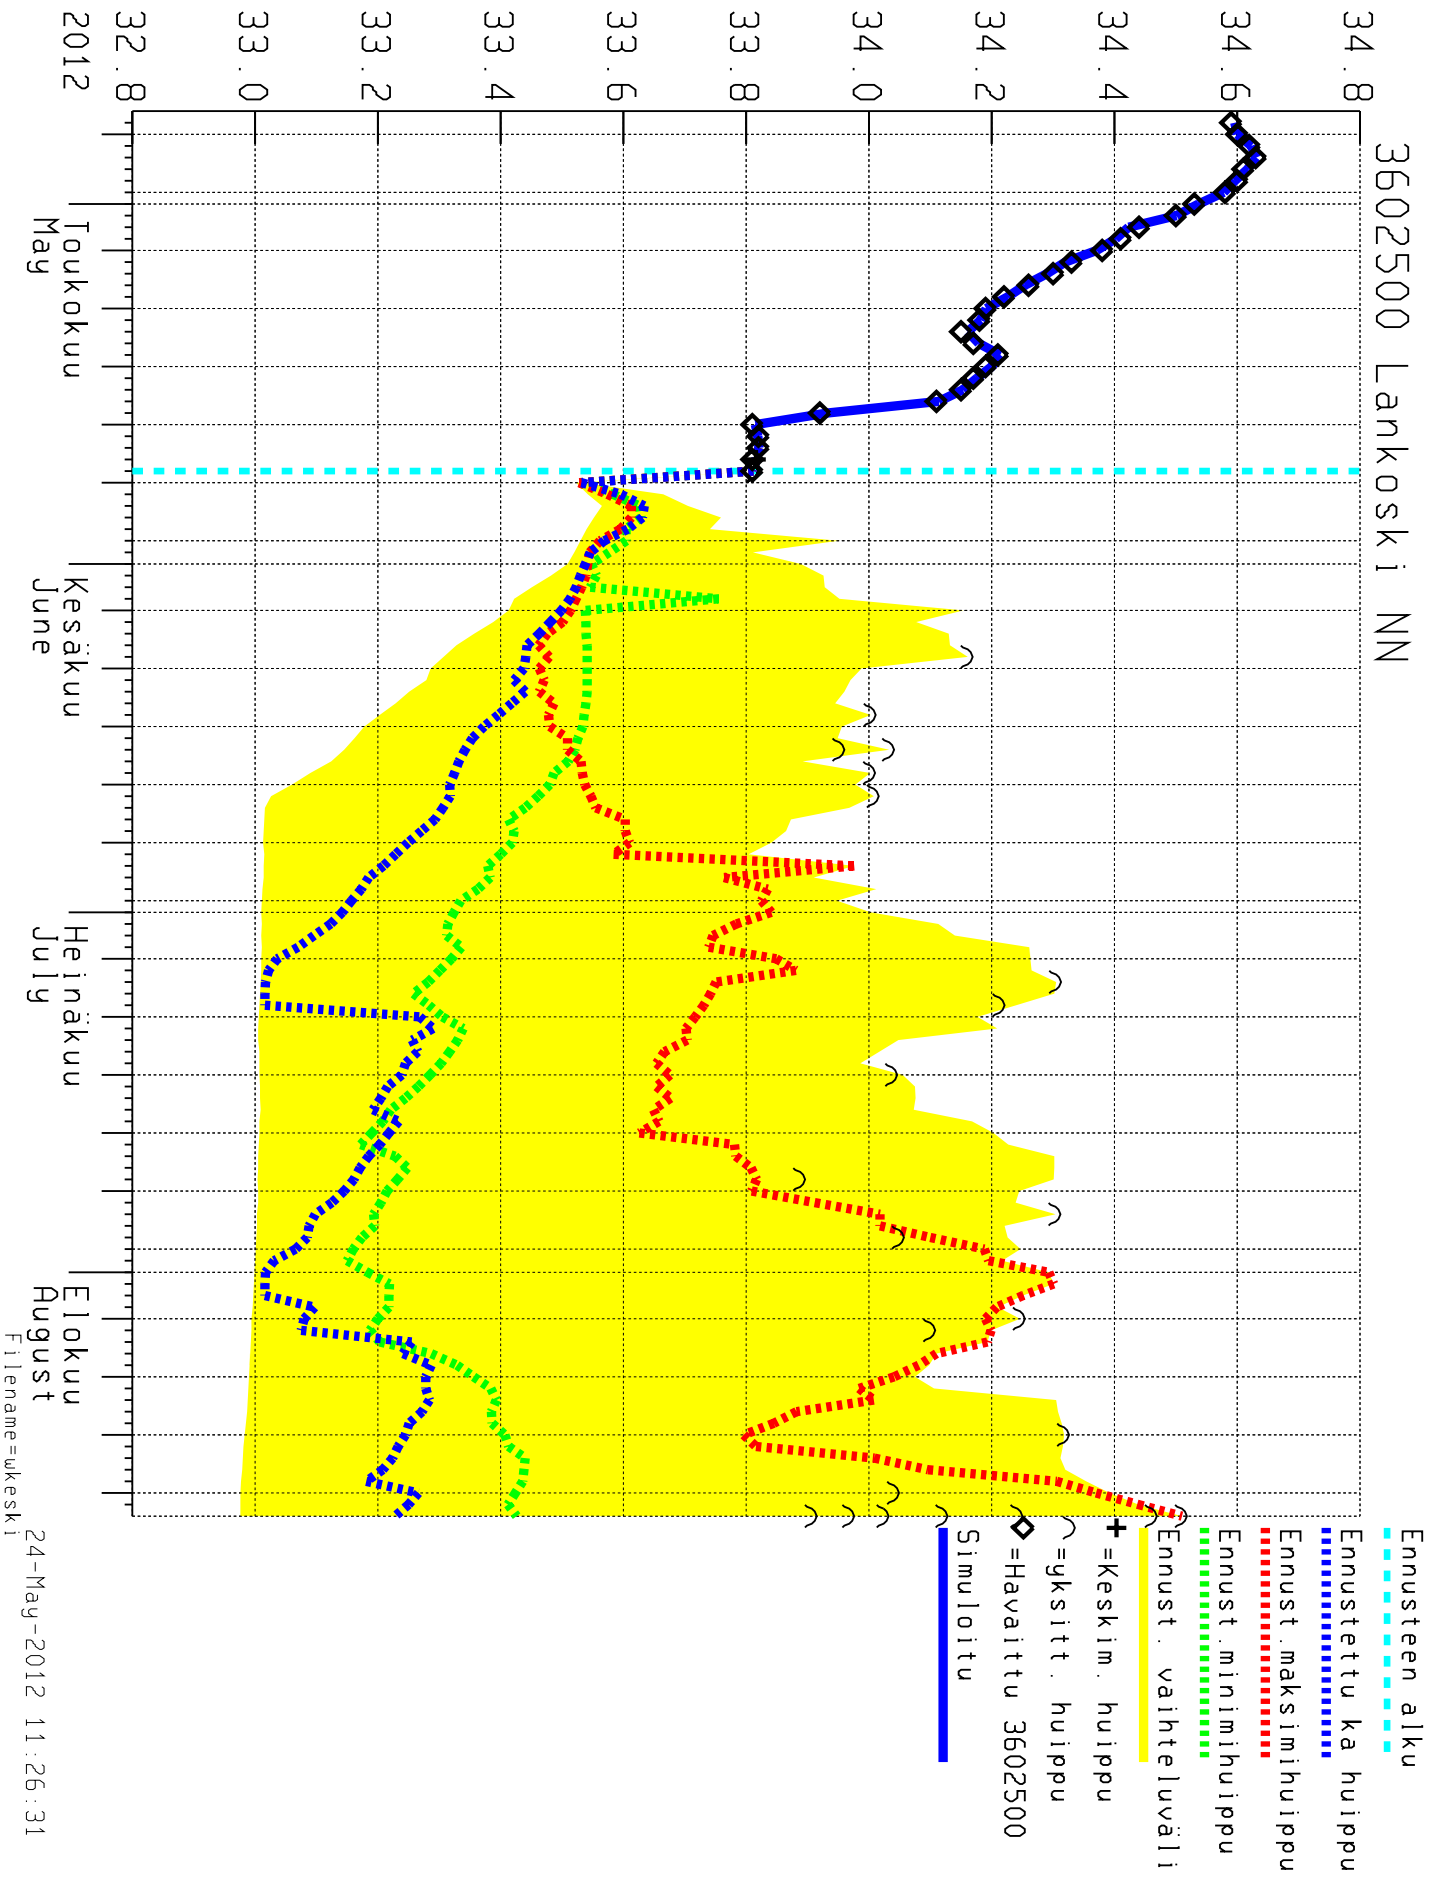 3602500 Lankoski NN
34.8
34.6
34.4
34.2
34.0
33.8
33.6
33.4
33.2
33.0
32.8
2012
Toukokuu
May
Kesäkuu
June
Heinäkuu
July
Elokuu
August
Ennusteen alku
Ennustettu ka huippu
Ennust.maksimihuippu
Ennust.minimihuippu
Ennust. vaihteluväli
=Keskim. huippu
=yksitt. huippu
=Havaittu 3602500
Simuloitu
24-May-2012 11:26:31
Filename=wkeski